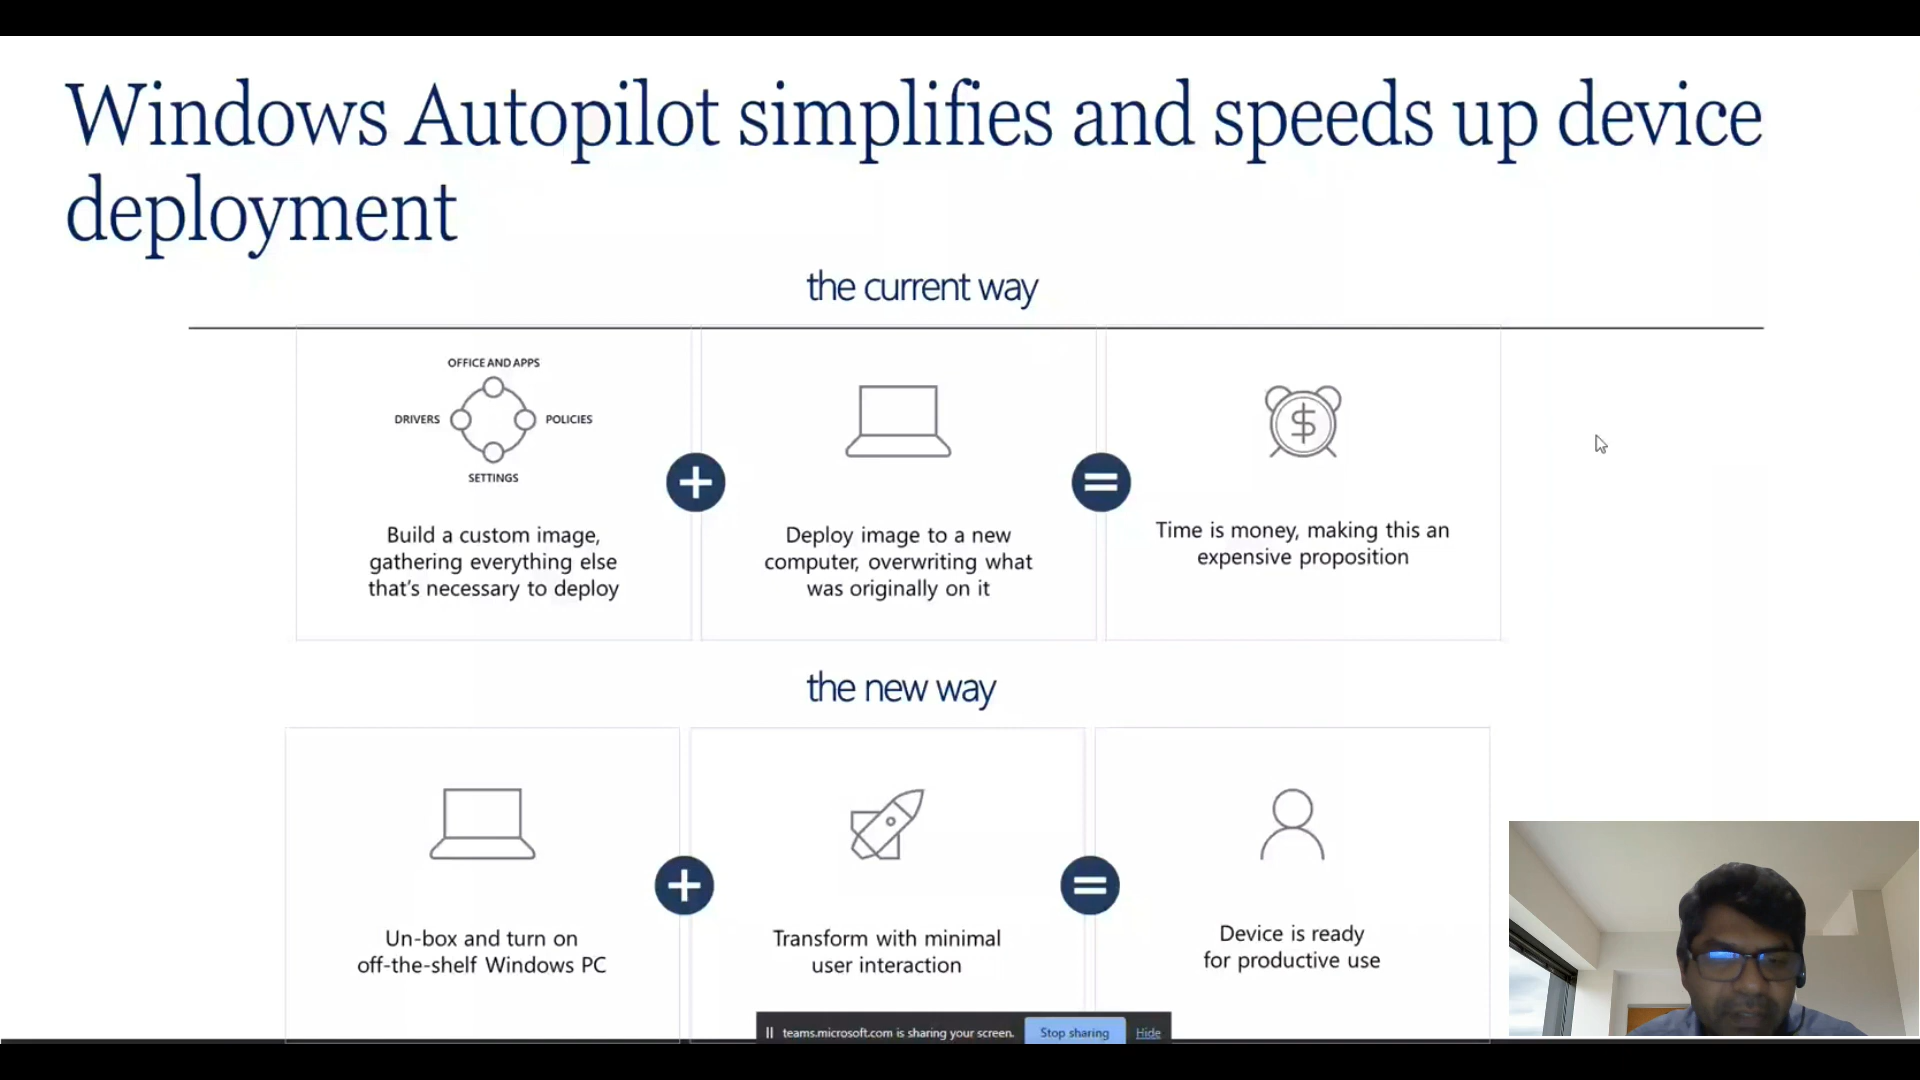 Windows Autopilot simplifies and speeds up device
deployment
the current way
OFFICE AND APPS
DRIVERS
POLICIES
SETTINGS
Build a custom image,
gathering everything else
that's necessary to deploy
Deploy image to a new
computer, overwriting what
was originally on it
Time is money, making this an
expensive proposition
the new way
Un-box and turn on
off-the-shelf Windows PC
Transform with minimal
user interaction
Device is ready
for productive use
teams.microsoft.com is sharing your screen.
Stop sharing
Hide